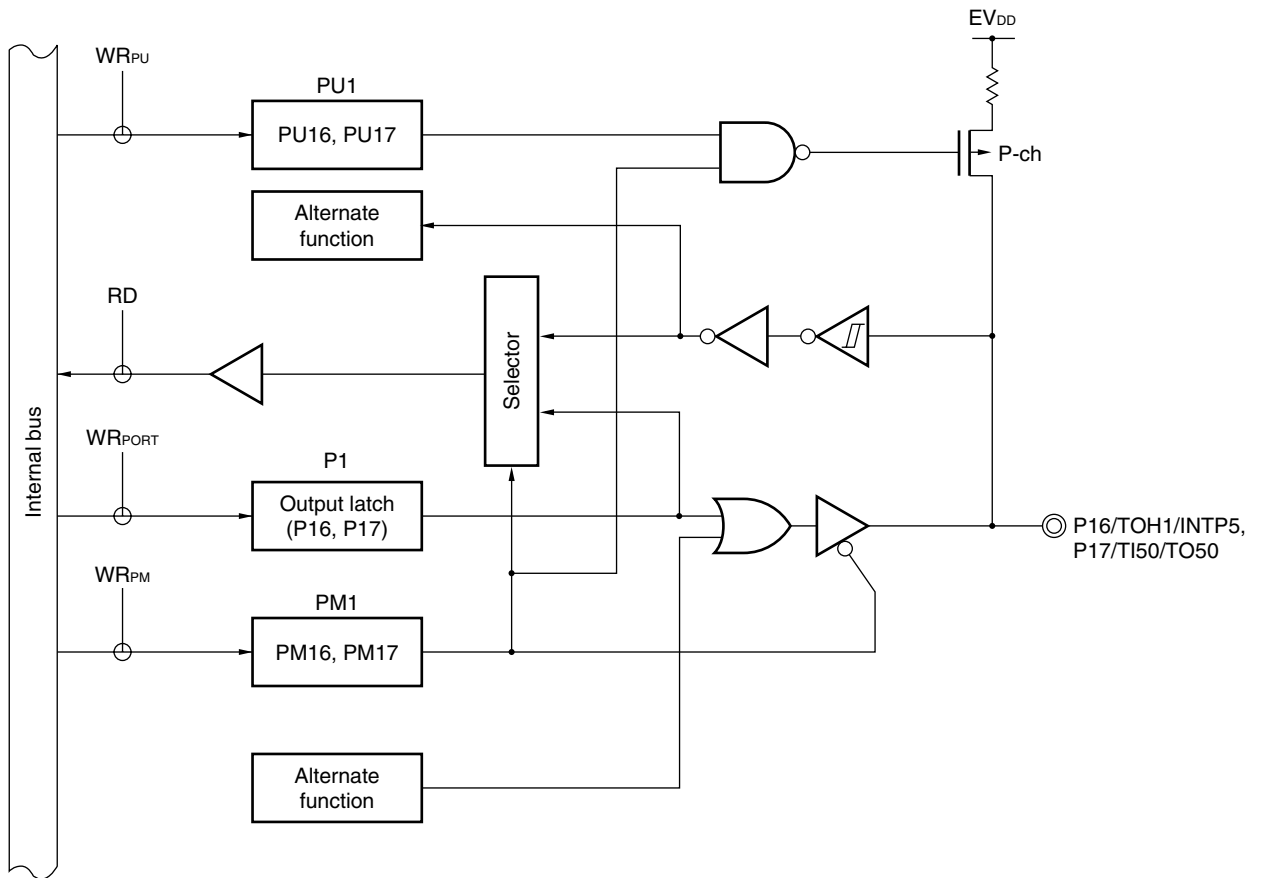 EVDD
WRPU
PU1
PU16, PU17
P-ch
Alternate
function
RD
Selector
Internal bus
WRPORT
P1
Output latch
(P16, P17)
P16/TOH1/INTP5,
P17/TI50/TO50
WRPM
PM1
PM16, PM17
Alternate
function